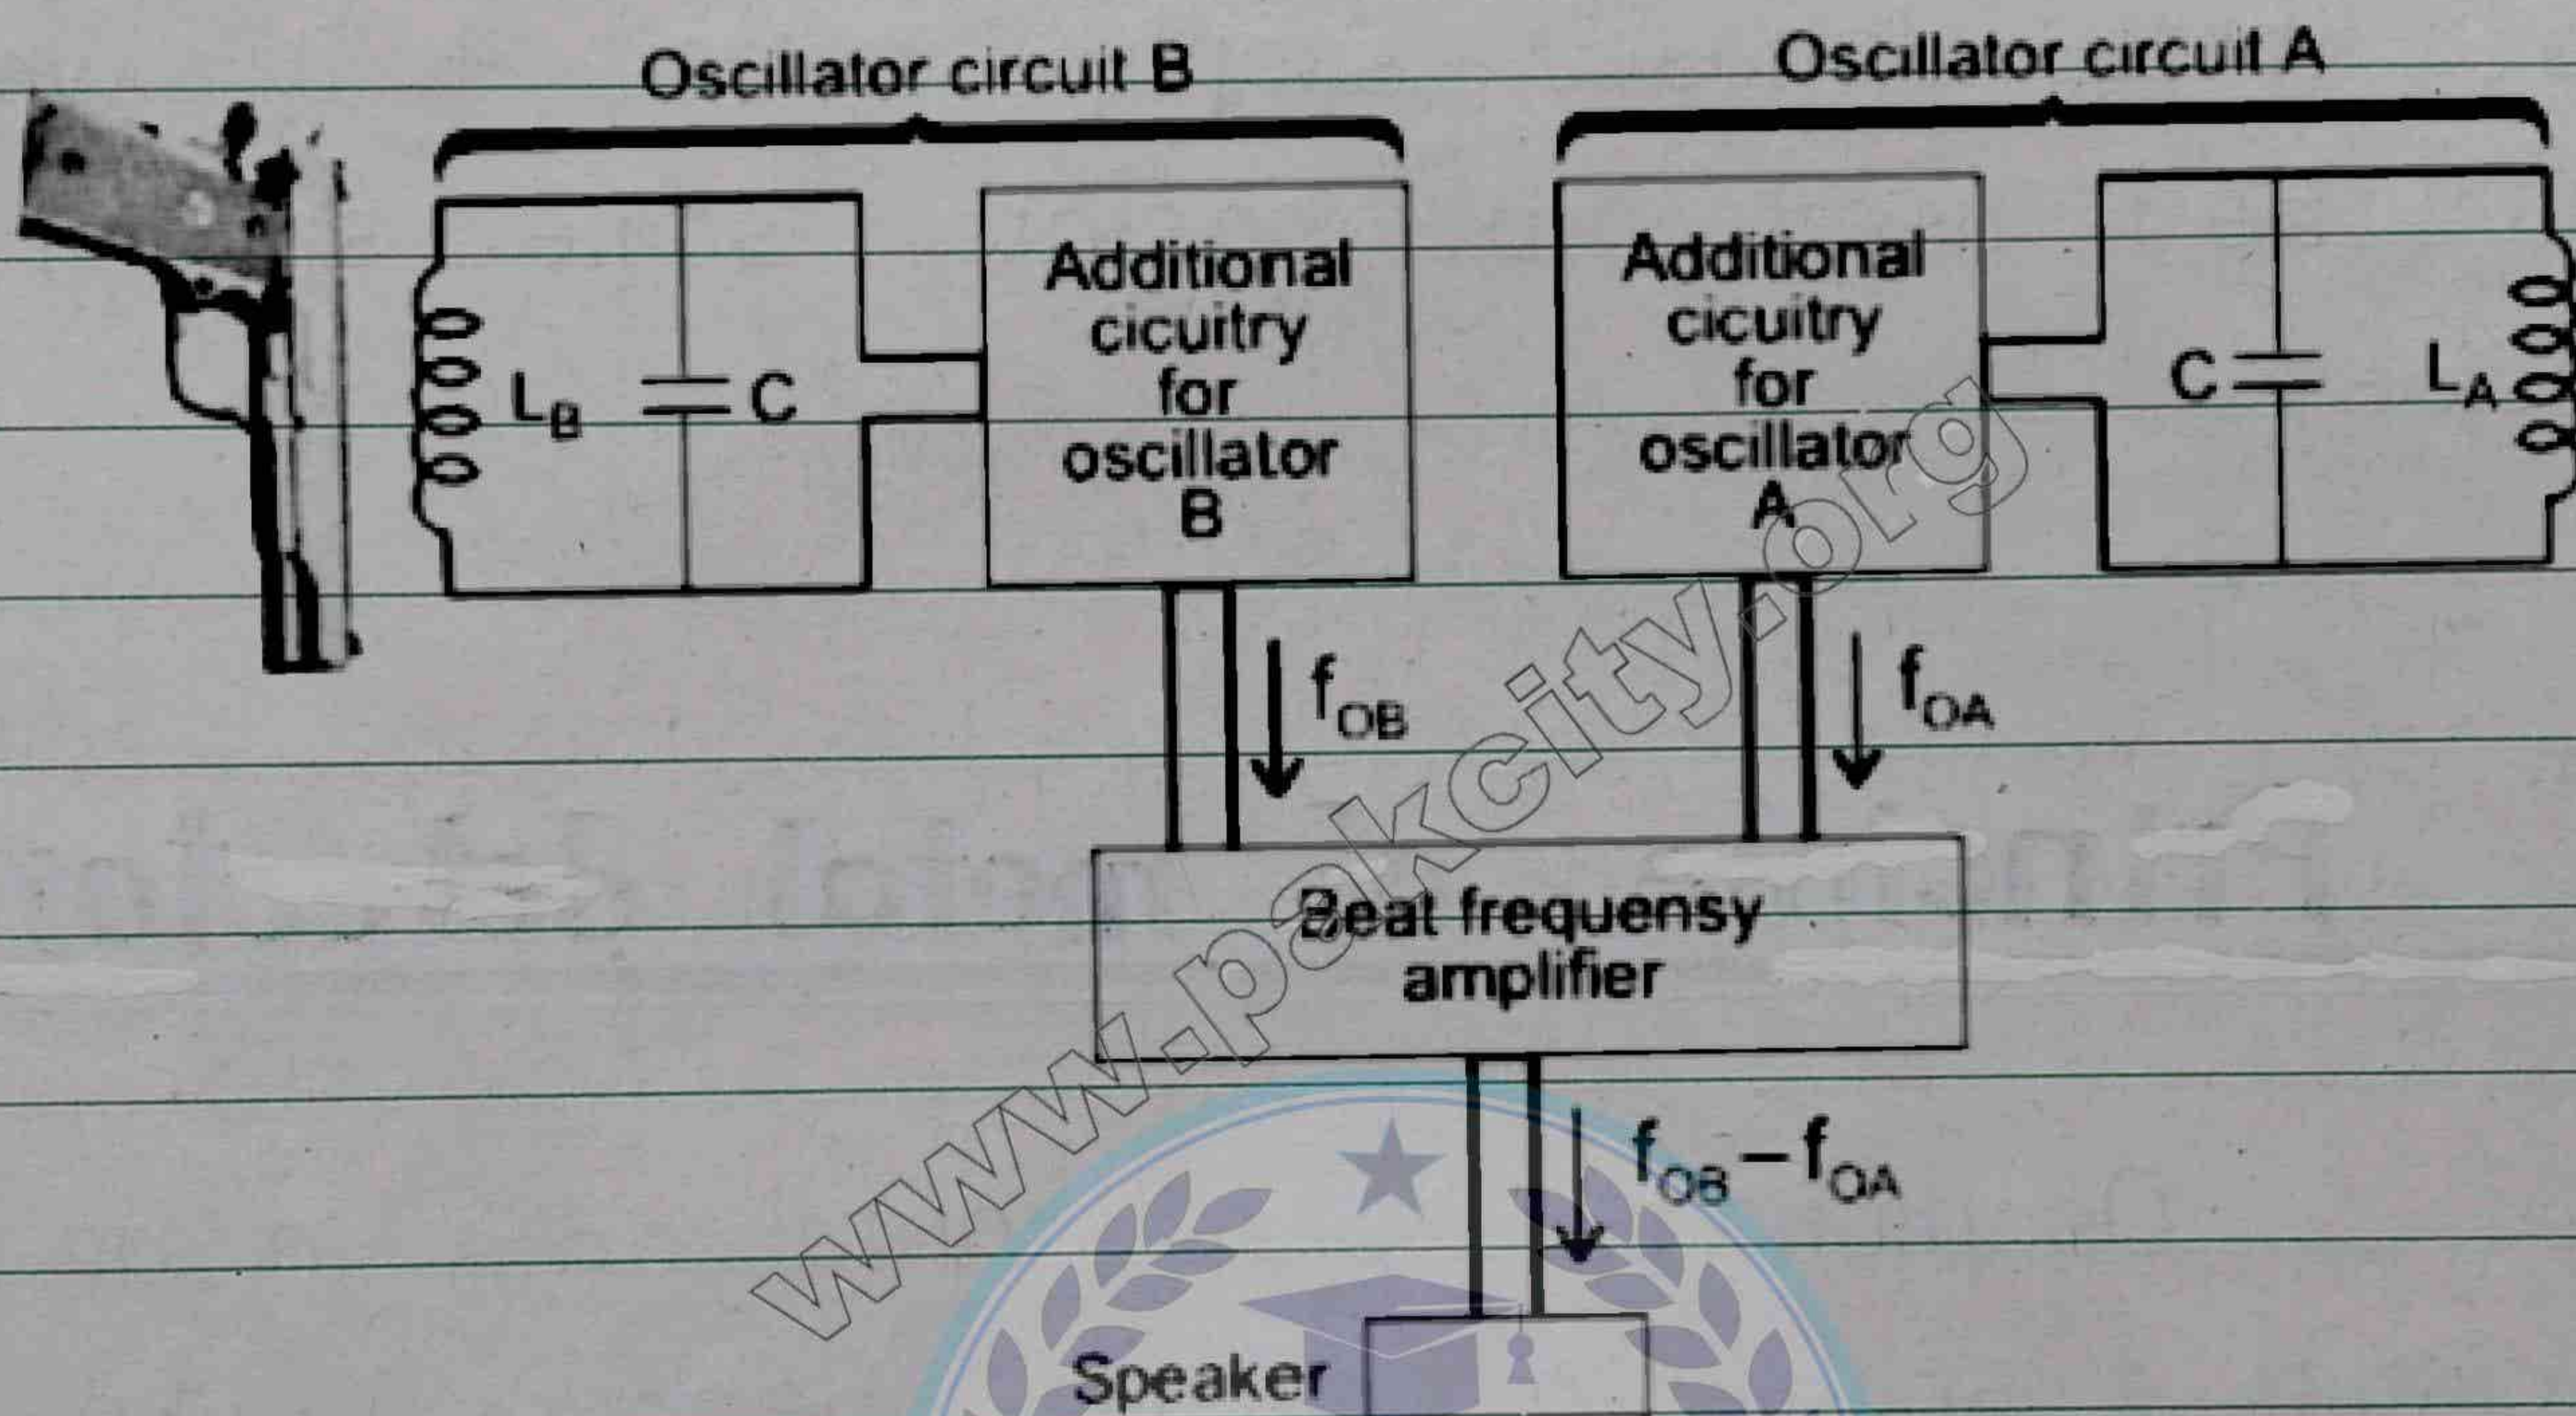 Oscillator circuit B
Oscillator circuit A
L_B
C
Additional
cicuitry
for
oscillator
B
Additional
cicuitry
for
oscillator
A
C
L_A
f_OB
f_OA
Beat frequensy
amplifier
f_OB − f_OA
Speaker
www.pakcity.org